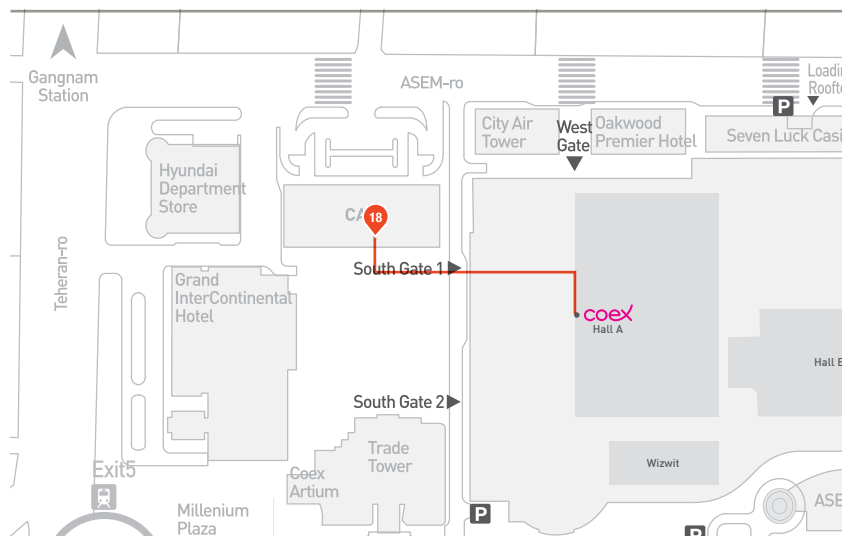 Gangnam
Station
ASEM-ro
Loadi
Roofto
P
City Air
Tower
West
Gate
Oakwood
Premier Hotel
Seven Luck Casi
Hyundai
Department
Store
CA
18
Teheran-ro
South Gate 1
Grand
InterContinental
Hotel
coex
Hall A
Hall E
South Gate 2
Trade
Tower
Wizwit
Exit5
Coex
Artium
Millenium
Plaza
P
ASE
P